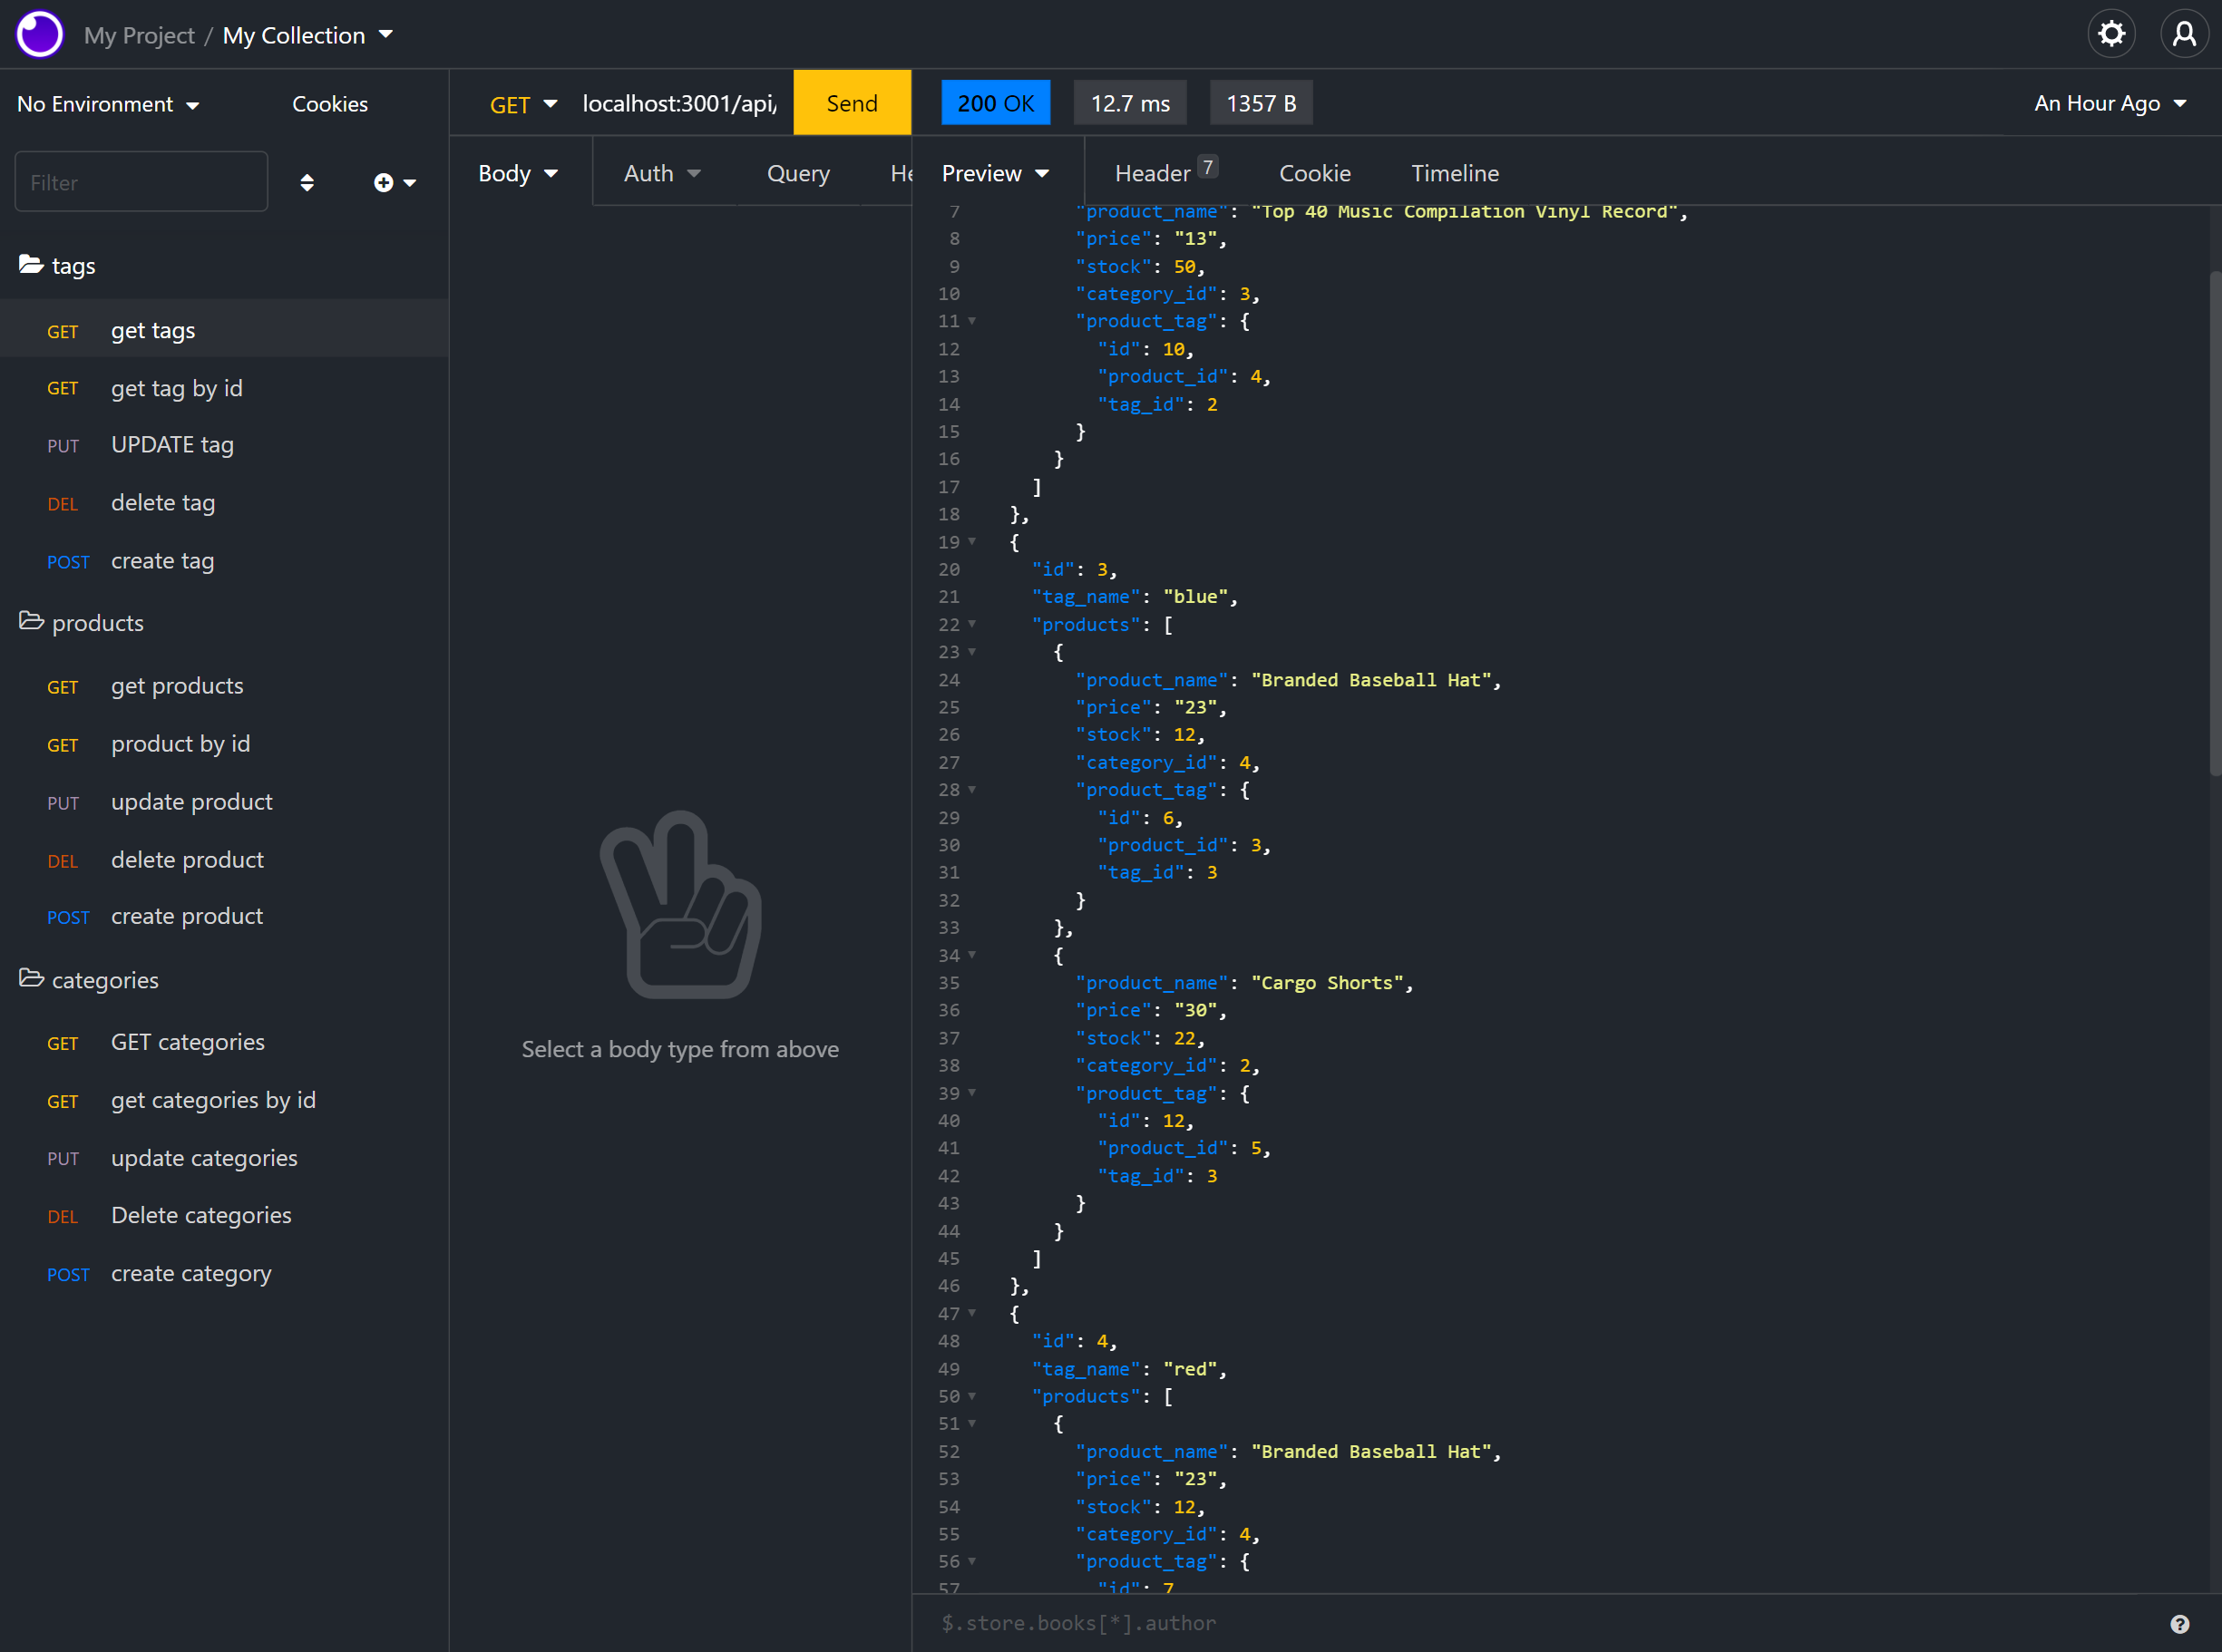 My Project / My Collection
No Environment
Cookies
GET localhost:3001/api/
Send
200 OK
12.7 ms
1357 B
An Hour Ago
Filter
Body
Auth
Query
He
Preview
Header 7
Cookie
Timeline
tags
GET get tags
GET get tag by id
PUT UPDATE tag
DEL delete tag
POST create tag
products
GET get products
GET product by id
PUT update product
DEL delete product
POST create product
categories
GET GET categories
GET get categories by id
PUT update categories
DEL Delete categories
POST create category
Select a body type from above
7 "product_name": "Top 40 Music Compilation Vinyl Record",
8 "price": "13",
9 "stock": 50,
10 "category_id": 3,
11 "product_tag": {
12 "id": 10,
13 "product_id": 4,
14 "tag_id": 2
15 }
16 }
17 ]
18 },
19 {
20 "id": 3,
21 "tag_name": "blue",
22 "products": [
23 {
24 "product_name": "Branded Baseball Hat",
25 "price": "23",
26 "stock": 12,
27 "category_id": 4,
28 "product_tag": {
29 "id": 6,
30 "product_id": 3,
31 "tag_id": 3
32 }
33 },
34 {
35 "product_name": "Cargo Shorts",
36 "price": "30",
37 "stock": 22,
38 "category_id": 2,
39 "product_tag": {
40 "id": 12,
41 "product_id": 5,
42 "tag_id": 3
43 }
44 }
45 ]
46 },
47 {
48 "id": 4,
49 "tag_name": "red",
50 "products": [
51 {
52 "product_name": "Branded Baseball Hat",
53 "price": "23",
54 "stock": 12,
55 "category_id": 4,
56 "product_tag": {
57 "id": 7
$.store.books[*].author